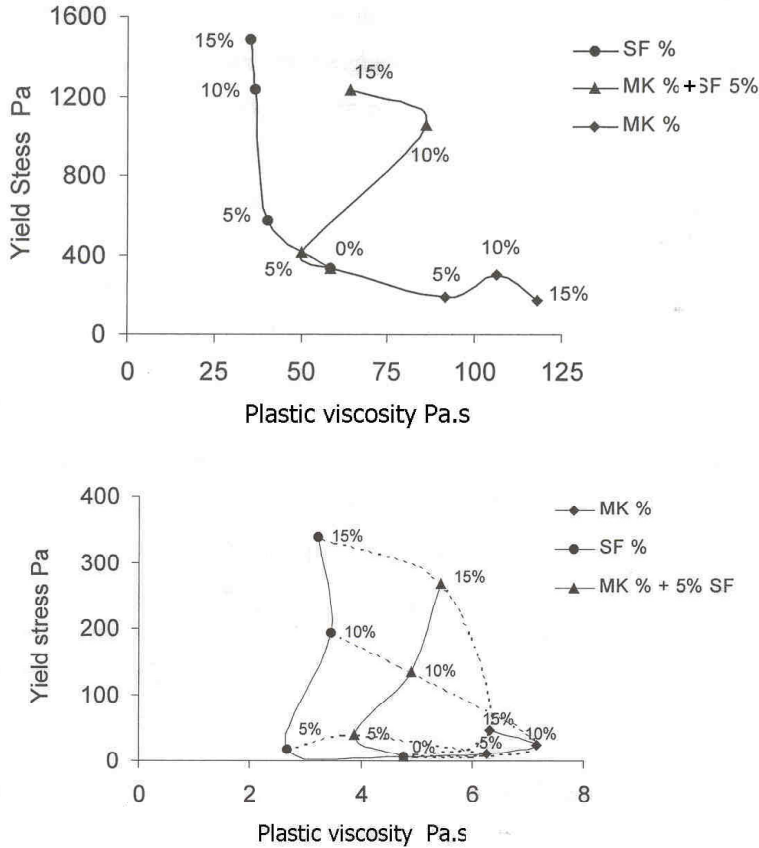 1600
1200
800
400
0
Yield Stess Pa
15%
10%
5%
5%
0%
15%
10%
5%
10%
15%
SF %
MK % +SF 5%
MK %
0 25 50 75 100 125
Plastic viscosity Pa.s
400
300
200
100
0
Yield stress Pa
15%
10%
5%
15%
10%
5%
0%
15%
10%
5%
MK %
SF %
MK % + 5% SF
0 2 4 6 8
Plastic viscosity Pa.s